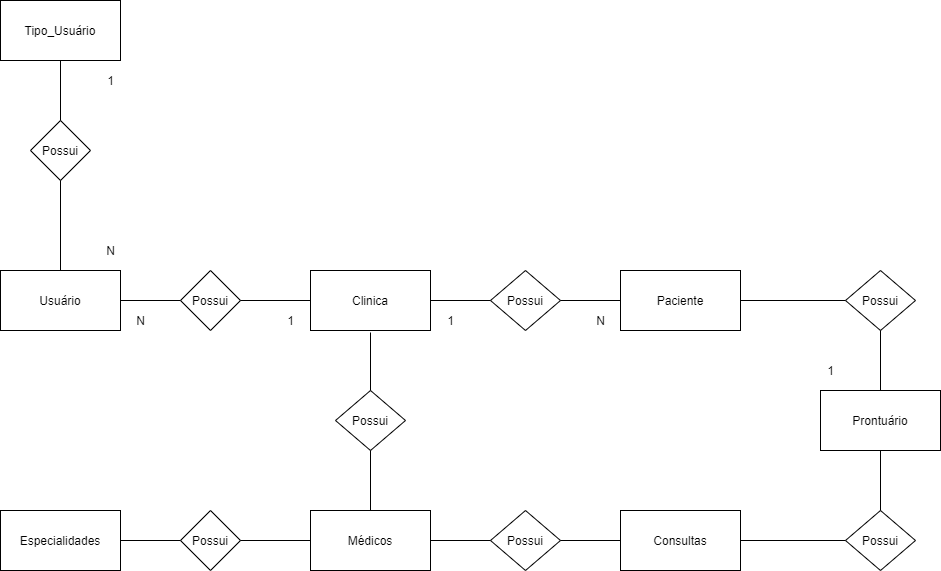 Tipo_Usuário
1
Possui
N
Usuário
Possui
Clinica
Possui
Paciente
Possui
N
1
1
N
1
Possui
Prontuário
Especialidades
Possui
Médicos
Possui
Consultas
Possui